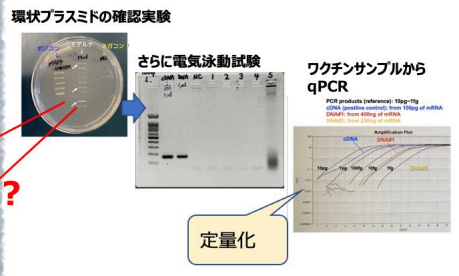 環状プラスミドの確認実験
ポジコン
モデルナ
ネガコン
さらに電気泳動試験
cDNA DNA NC 1 2 3 4 5
ワクチンサンプルから
qPCR
PCR products (reference): 10pg~1fg
cDNA (positive control): from 100pg of mRNA
DNA#1: from 400ng of mRNA
DNA#2: from 200ng of mRNA
Amplification Plot
cDNA
DNA#1
10pg 1pg 100fg 10fg 1fg
DNA#2
?
定量化